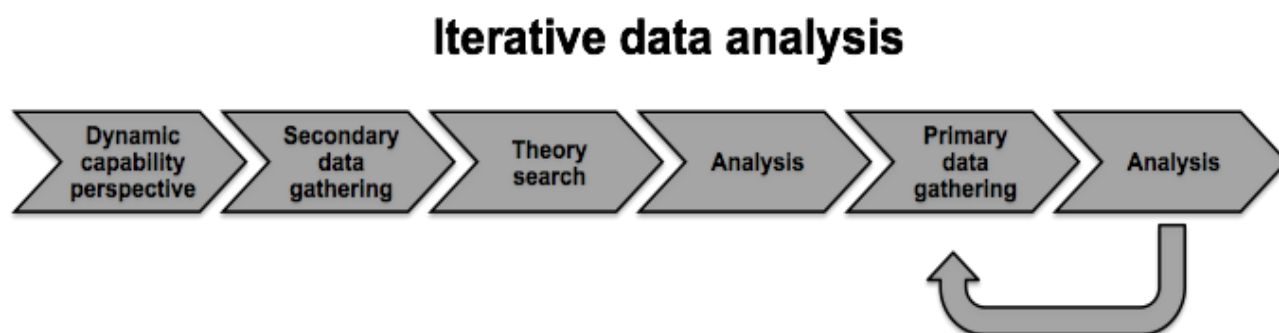 Iterative data analysis
Dynamic
capability
perspective
Secondary
data
gathering
Theory
search
Analysis
Primary
data
gathering
Analysis